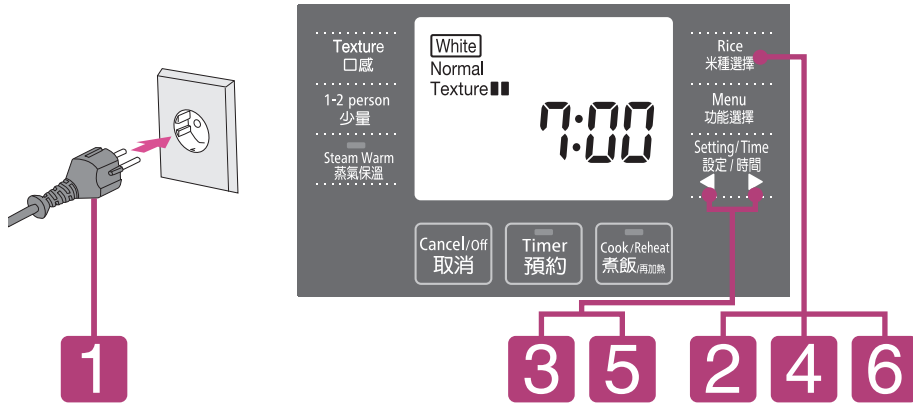 Texture
口感
1-2 person
少量
Steam Warm
蒸氣保溫
White
Normal
Texture
7:00
Rice
米種選擇
Menu
功能選擇
Setting/Time
設定/時間
Cancel/Off
取消
Timer
預約
Cook/Reheat
煮飯/再加熱
1
3
5
2
4
6